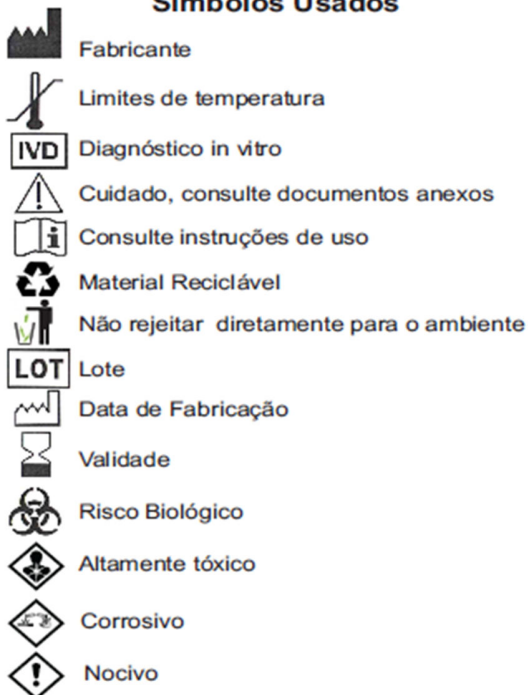 Símbolos Usados
Fabricante
Limites de temperatura
IVD Diagnóstico in vitro
Cuidado, consulte documentos anexos
i Consulte instruções de uso
Material Reciclável
Não rejeitar diretamente para o ambiente
LOT Lote
Data de Fabricação
Validade
Risco Biológico
Altamente tóxico
Corrosivo
Nocivo